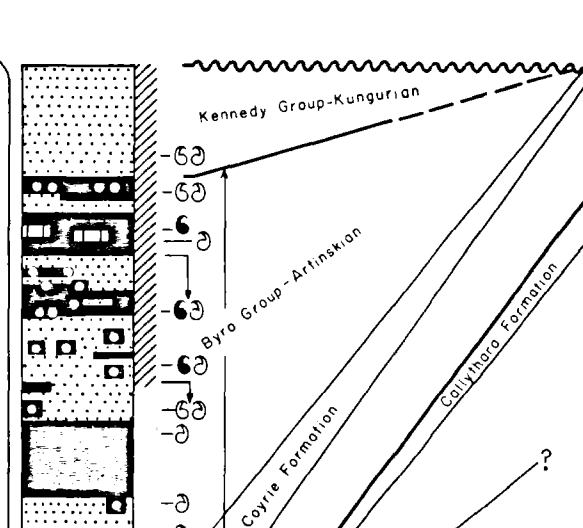 Kennedy Group-Kungurian
Byro Group-Artinskian
Callytharra Formation
Coyrie Formation
?